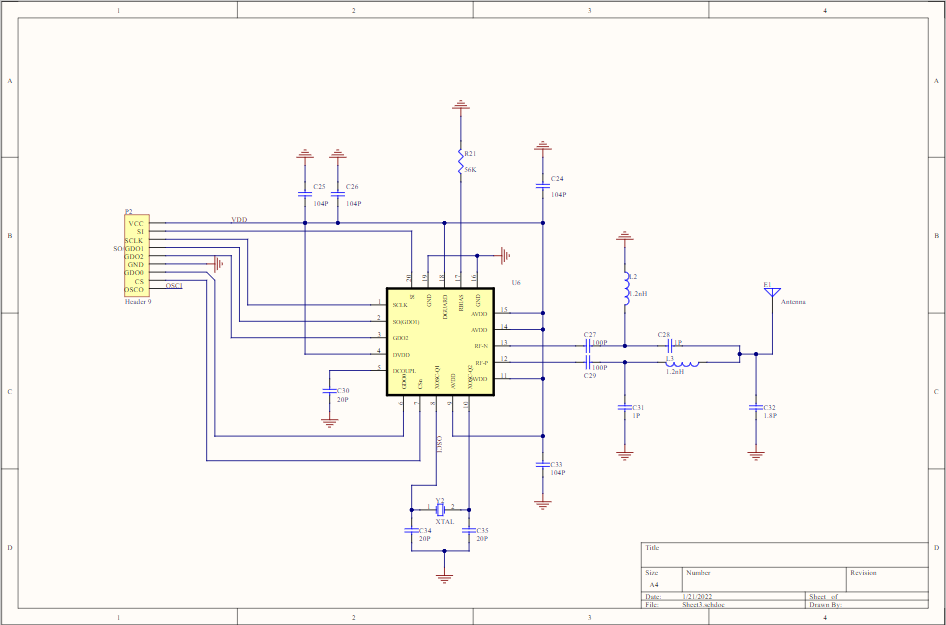 1 2 3 4
A A
R21
56K
C25 C26 C24
104P 104P 104P
P2
VCC VDD
SI
SCLK
SO/GDO1
GDO2
GND
GDO0
CS
OSCO OSC1
Header 9
B B
20 19 18 17 16
U6
SI GND DGUARD RBIAS GND
1 SCLK AVDD 15
2 SO(GDO1) AVDD 14
3 GDO2 RF-N 13
4 DVDD RF-P 12
5 DCOUPL AVDD 11
GDO0 CSn XOSC-Q1 AVDD XOSC-Q2
6 7 8 9 10
L2
1.2nH
E1
Antenna
C27 C28
100P 1P
100P L3
C29 1.2nH
C30
20P
C31 C32
1P 1.8P
C C
OSC1
C33
104P
Y2
1 2
XTAL
C34 C35
20P 20P
D D
Title
Size Number Revision
A4
Date: 1/21/2022 Sheet of
File: Sheet3.schdoc Drawn By:
1 2 3 4